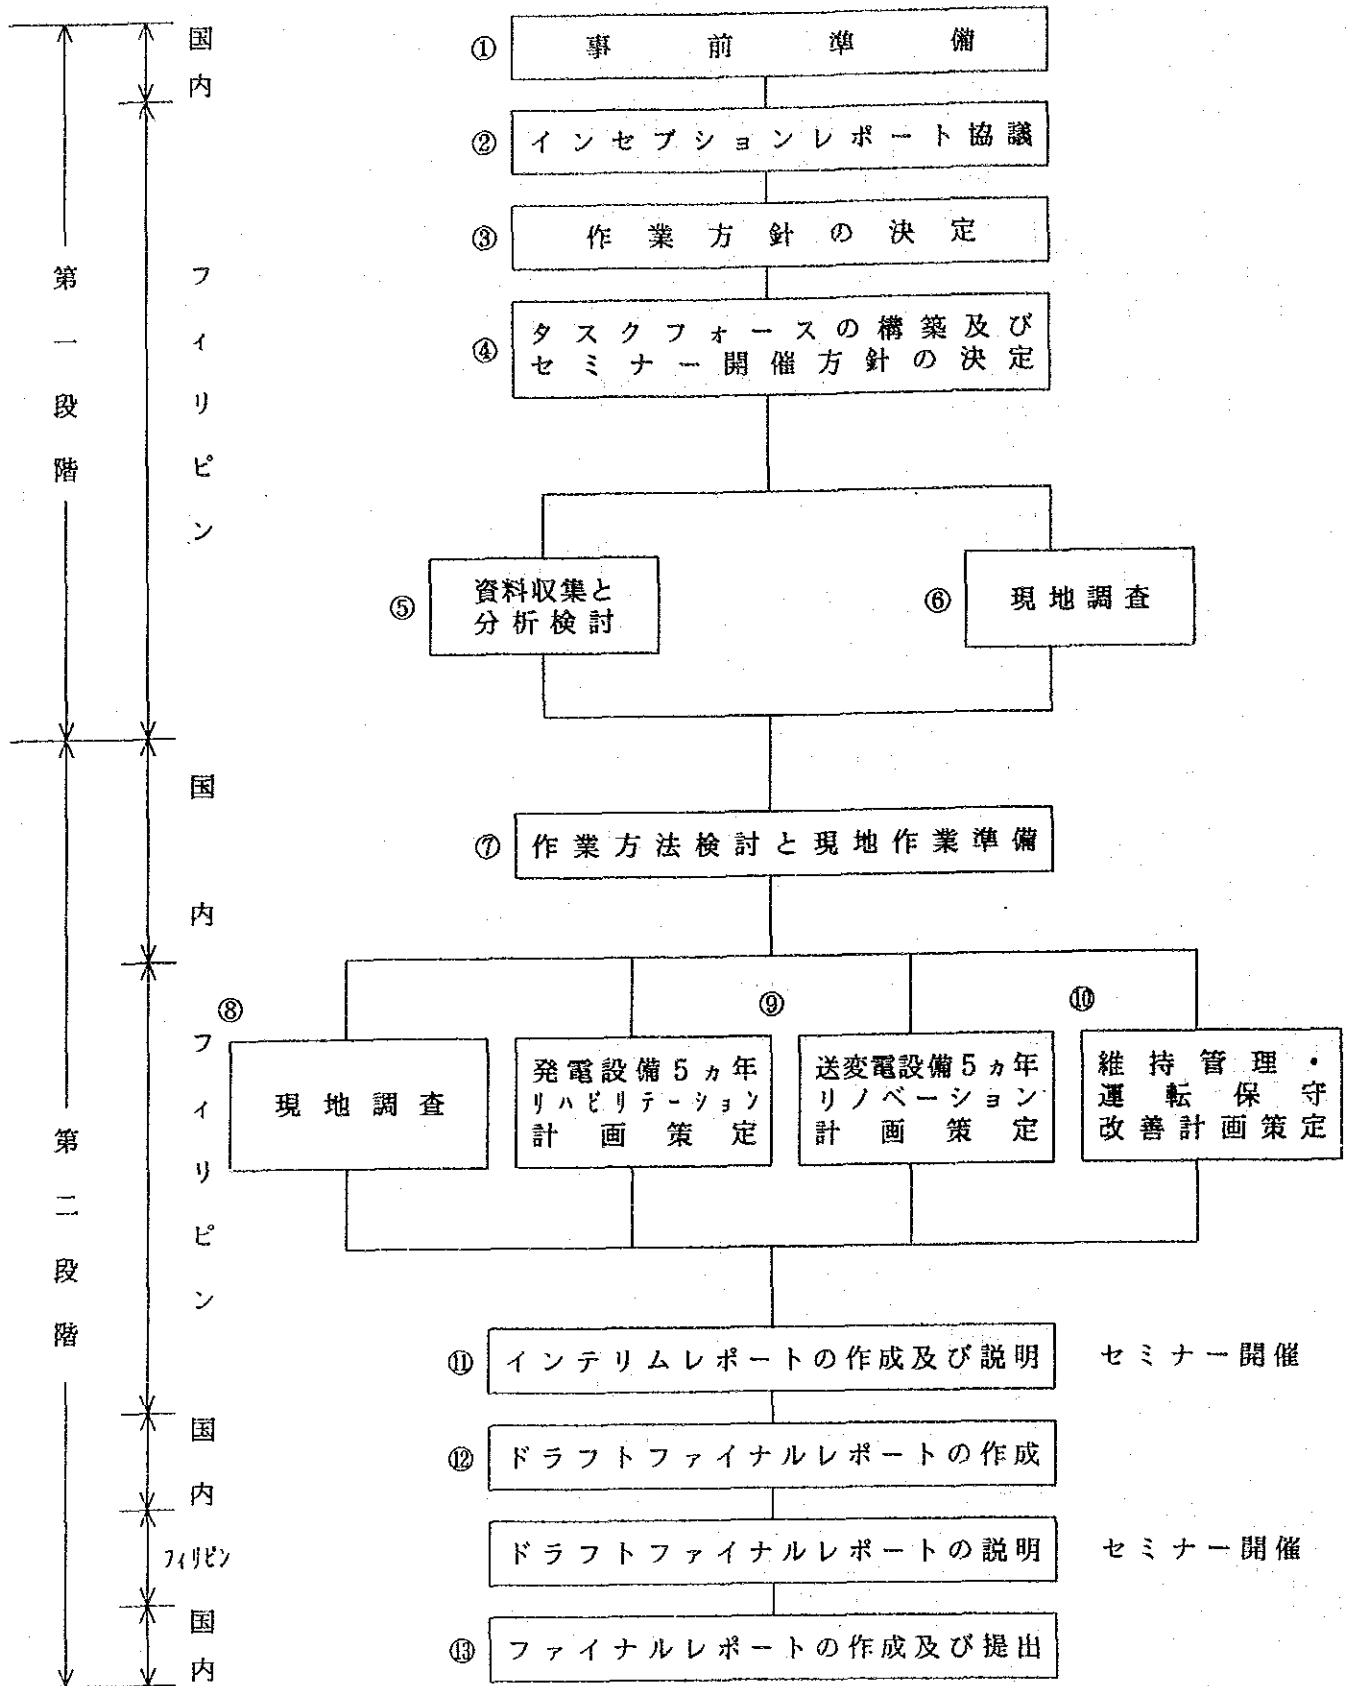 国内
① 事前準備
② インセプションレポート協議
③ 作業方針の決定
第一段階
フィリピン
④ タスクフォースの構築及び
セミナー開催方針の決定
⑤ 資料収集と
分析検討
⑥ 現地調査
国内
⑦ 作業方法検討と現地作業準備
第二段階
フィリピン
⑧ 現地調査
⑨
発電設備5ヵ年
リハビリテーション
計画策定
送変電設備5ヵ年
リノベーション
計画策定
⑩ 維持管理・
運転保守
改善計画策定
⑪ インテリムレポートの作成及び説明 セミナー開催
国内
⑫ ドラフトファイナルレポートの作成
フィリピン
ドラフトファイナルレポートの説明 セミナー開催
国内
⑬ ファイナルレポートの作成及び提出